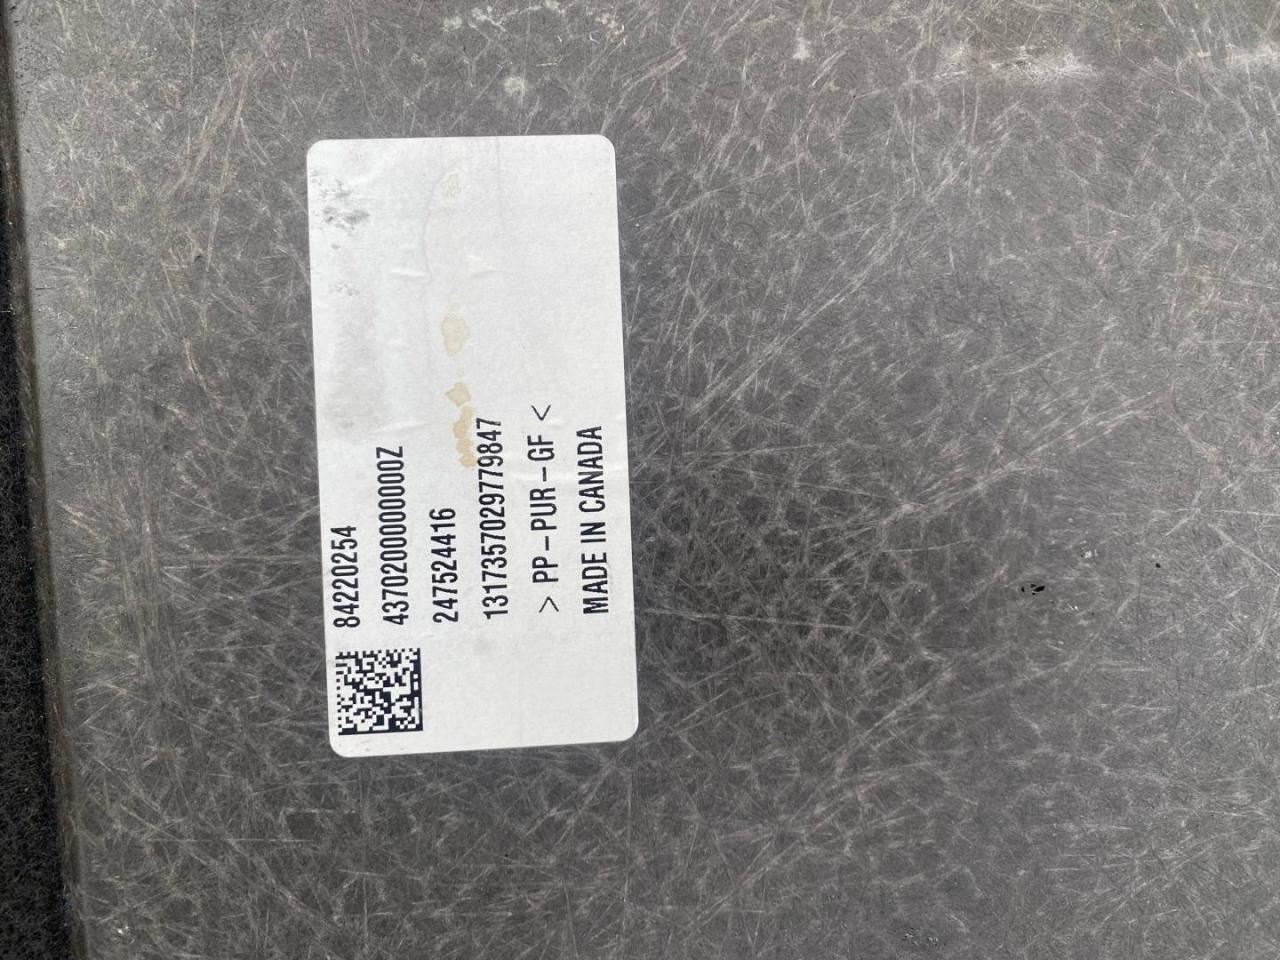 84220254
43702000000000Z
247524416
1317357029779847
> PP-PUR-GF <
MADE IN CANADA